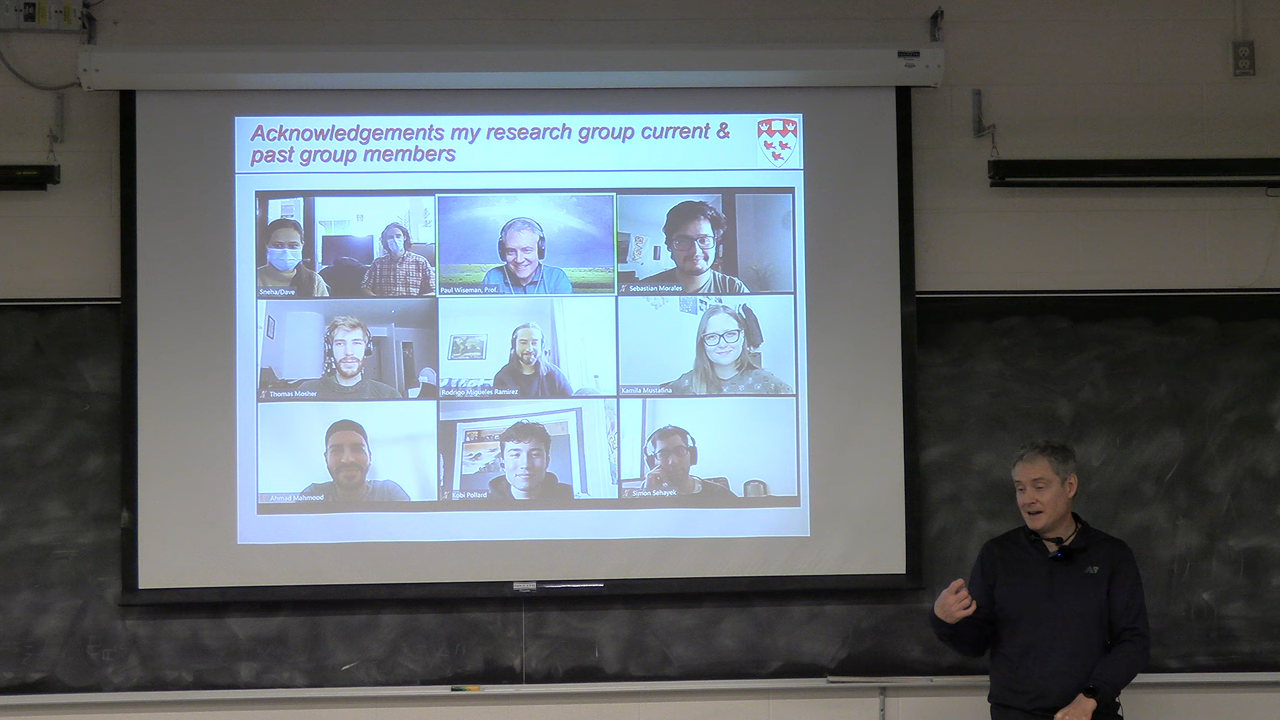 Acknowledgements my research group current &
past group members
Sneha/Dave
Paul Wiseman, Prof.
Sebastian Morales
Thomas Mosher
Rodrigo Migueles Ramirez
Kamila Mustafina
Ahmad Mahmood
Kobi Pollard
Simon Sehayek